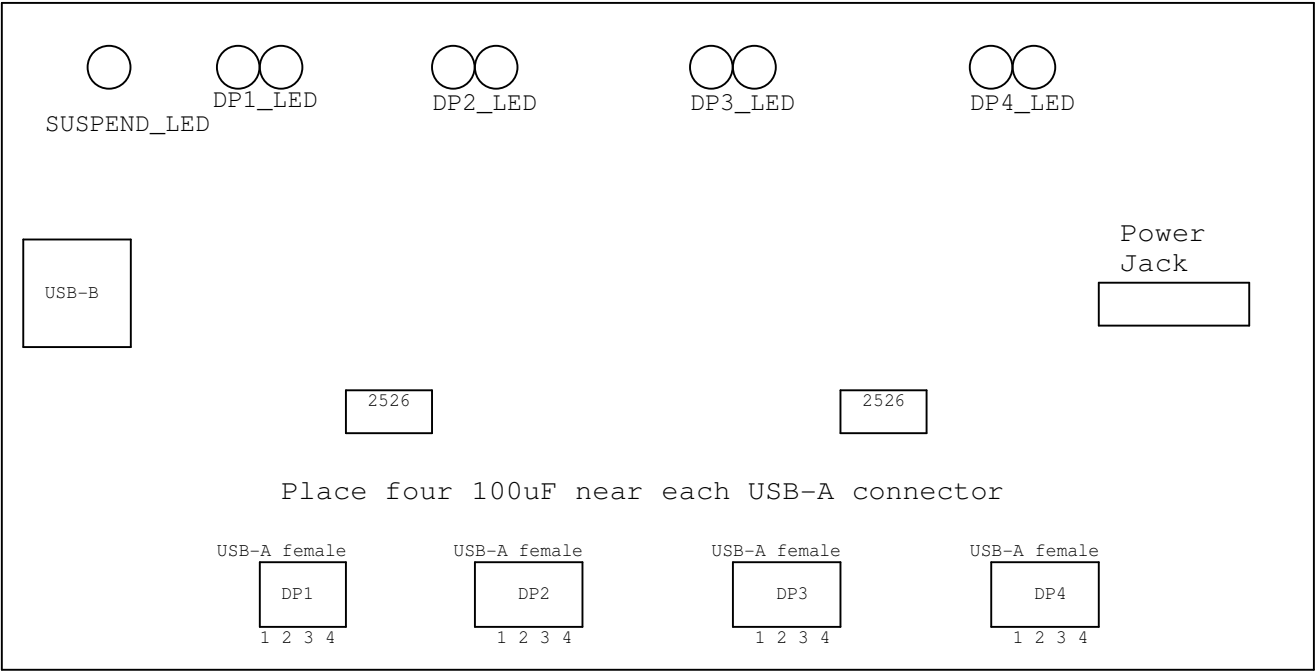 DP1_LED
DP2_LED
DP3_LED
DP4_LED
SUSPEND_LED
Power
Jack
USB-B
2526
2526
Place four 100uF near each USB-A connector
USB-A female
USB-A female
USB-A female
USB-A female
DP1
DP2
DP3
DP4
1 2 3 4
1 2 3 4
1 2 3 4
1 2 3 4